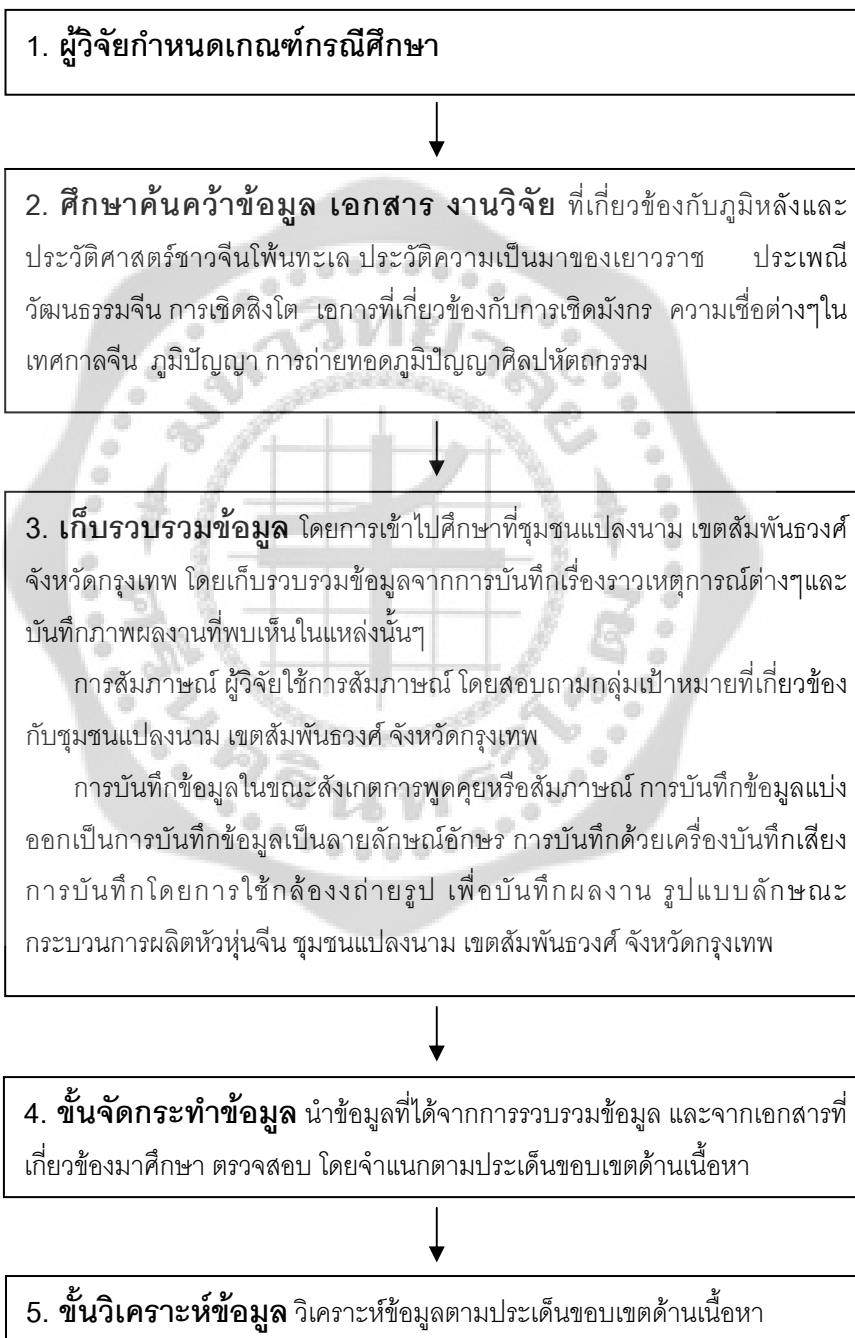 1. ผู้วิจัยกำหนดเกณฑ์กรณีศึกษา
2. ศึกษาค้นคว้าข้อมูล เอกสาร งานวิจัย ที่เกี่ยวข้องกับภูมิหลังและ
ประวัติศาสตร์ชาวจีนโพ้นทะเล ประวัติความเป็นมาของเยาวราช ประเพณี
วัฒนธรรมจีน การเชิดสิงโต เอการที่เกี่ยวข้องกับการเชิดมังกร ความเชื่อต่างๆใน
เทศกาลจีน ภูมิปัญญา การถ่ายทอดภูมิปัญญาศิลปหัตถกรรม
3. เก็บรวบรวมข้อมูล โดยการเข้าไปศึกษาที่ชุมชนแปลงนาม เขตสัมพันธวงศ์
จังหวัดกรุงเทพ โดยเก็บรวบรวมข้อมูลจากการบันทึกเรื่องราวเหตุการณ์ต่างๆและ
บันทึกภาพผลงานที่พบเห็นในแหล่งนั้นๆ
การสัมภาษณ์ ผู้วิจัยใช้การสัมภาษณ์ โดยสอบถามกลุ่มเป้าหมายที่เกี่ยวข้อง
กับชุมชนแปลงนาม เขตสัมพันธวงศ์ จังหวัดกรุงเทพ
การบันทึกข้อมูลในขณะสังเกตการพูดคุยหรือสัมภาษณ์ การบันทึกข้อมูลแบ่ง
ออกเป็นการบันทึกข้อมูลเป็นลายลักษณ์อักษร การบันทึกด้วยเครื่องบันทึกเสียง
การบันทึกโดยการใช้กล้องงถ่ายรูป เพื่อบันทึกผลงาน รูปแบบลักษณะ
กระบวนการผลิตหัวหุ่นจีน ชุมชนแปลงนาม เขตสัมพันธวงศ์ จังหวัดกรุงเทพ
4. ขั้นจัดกระทำข้อมูล นำข้อมูลที่ได้จากการรวบรวมข้อมูล และจากเอกสารที่
เกี่ยวข้องมาศึกษา ตรวจสอบ โดยจำแนกตามประเด็นขอบเขตด้านเนื้อหา
5. ขั้นวิเคราะห์ข้อมูล วิเคราะห์ข้อมูลตามประเด็นขอบเขตด้านเนื้อหา
มหาวิทยาลัย
ศรีนครินทรวิโรฒ